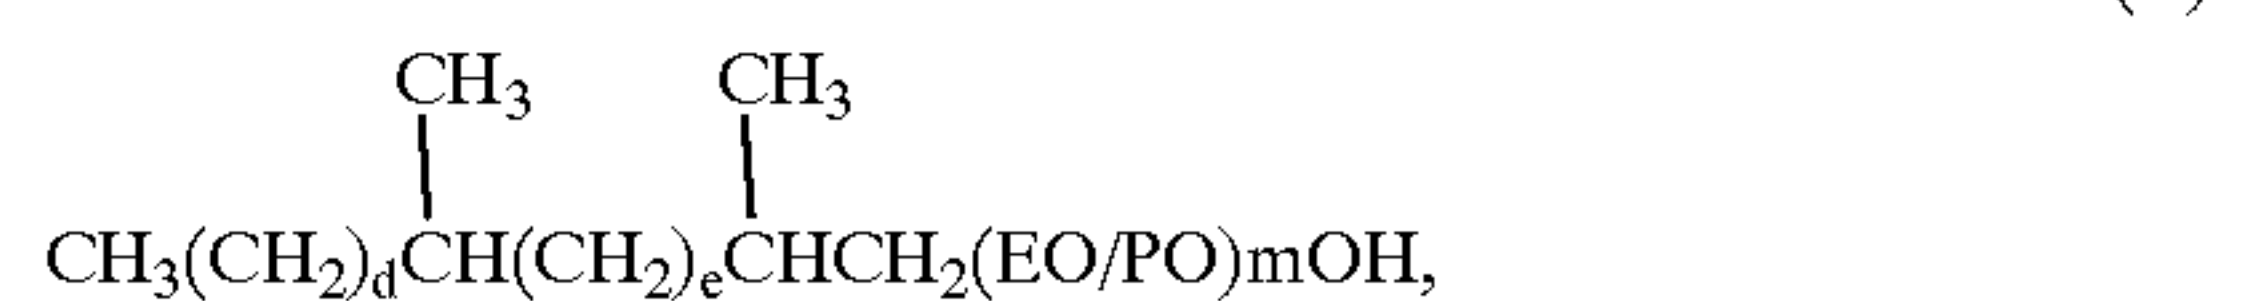 CH₃ CH₃
CH₃(CH₂)dCH(CH₂)ₑCHCH₂(EO/PO)mOH,